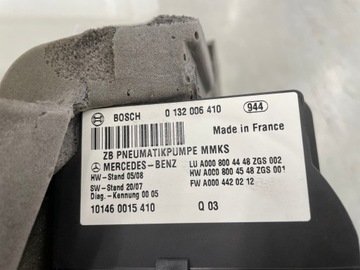 BOSCH 0 132 006 410 944
Made in France
ZB PNEUMATIKPUMPE MMKS
MERCEDES-BENZ LU A000 800 44 48 ZGS 002
HW-Stand 05/08 HW A000 800 45 48 ZGS 001
SW-Stand 20/07 FW A000 442 02 12
Diag.-Kennung 00 05
10146 0015 410 Q 03